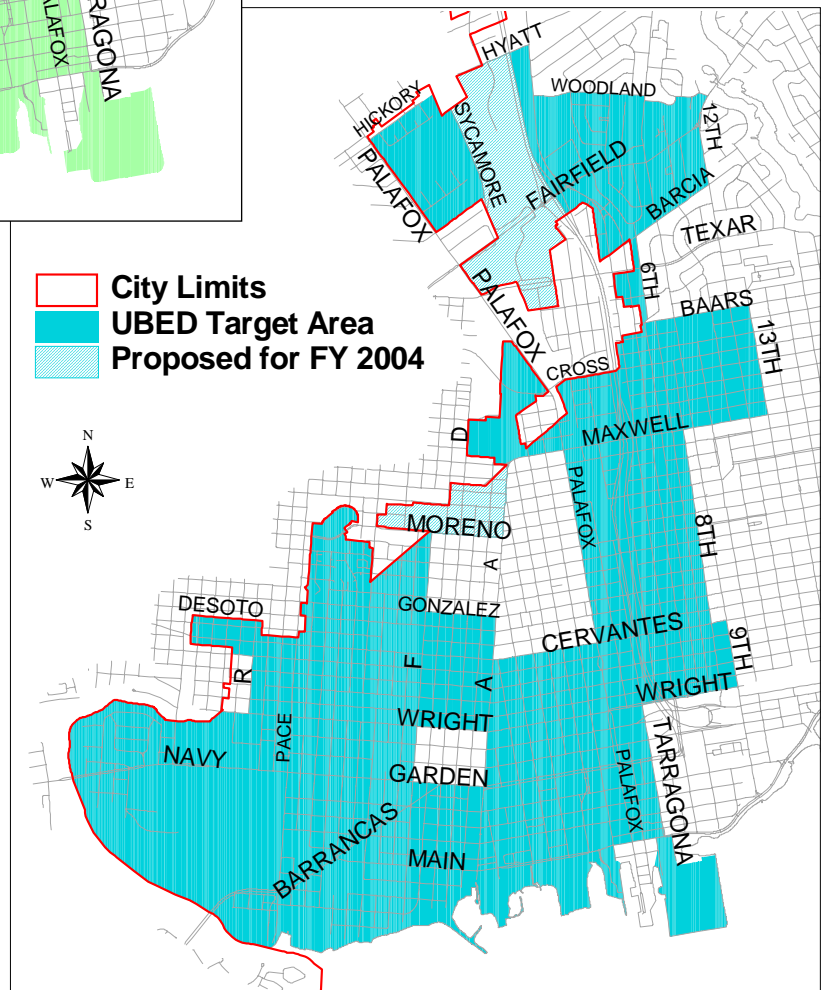 PALAFOX
TARRAGONA
HYATT
HICKORY
SYCAMORE
WOODLAND
12TH
PALAFOX
FAIRFIELD
BARCIA
TEXAR
6TH
PALAFOX
BAARS
13TH
CROSS
City Limits
UBED Target Area
Proposed for FY 2004
N
W
E
S
D
MAXWELL
PALAFOX
MORENO
8TH
A
DESOTO
GONZALEZ
CERVANTES
9TH
F
R
A
WRIGHT
WRIGHT
NAVY
PACE
TARRAGONA
PALAFOX
GARDEN
BARRANCAS
MAIN